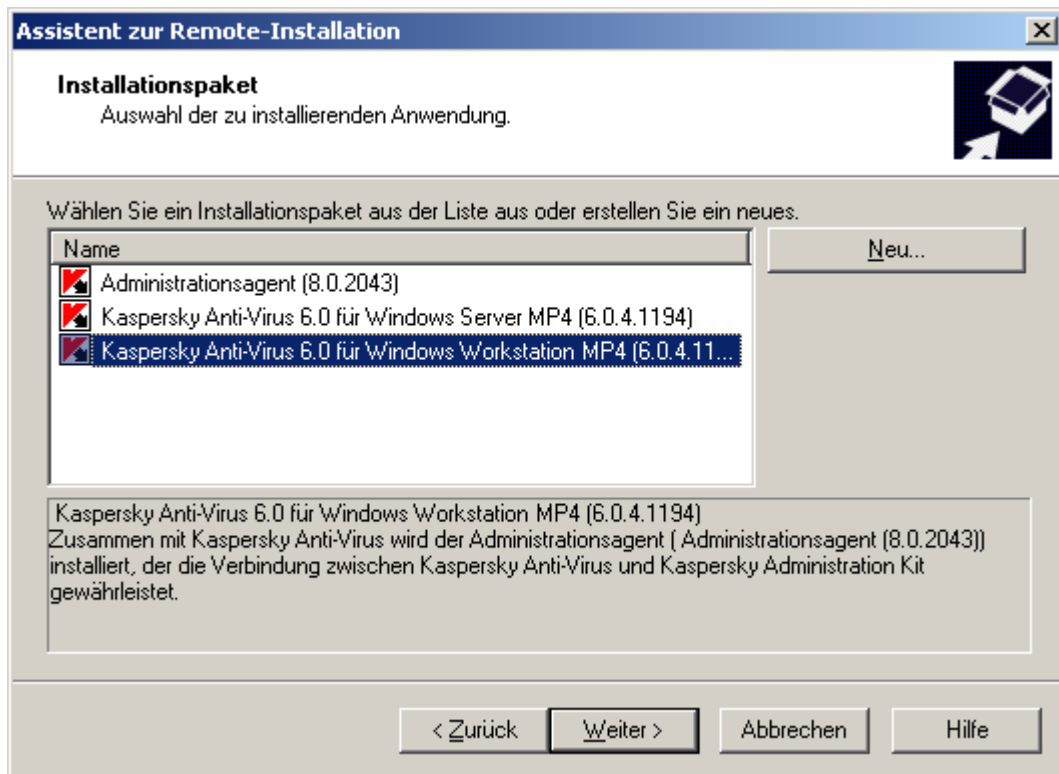 Assistent zur Remote-Installation
Installationspaket
Auswahl der zu installierenden Anwendung.
Wählen Sie ein Installationspaket aus der Liste aus oder erstellen Sie ein neues.
Name
Neu...
Administrationsagent (8.0.2043)
Kaspersky Anti-Virus 6.0 für Windows Server MP4 (6.0.4.1194)
Kaspersky Anti-Virus 6.0 für Windows Workstation MP4 (6.0.4.11...
Kaspersky Anti-Virus 6.0 für Windows Workstation MP4 (6.0.4.1194)
Zusammen mit Kaspersky Anti-Virus wird der Administrationsagent ( Administrationsagent (8.0.2043))
installiert, der die Verbindung zwischen Kaspersky Anti-Virus und Kaspersky Administration Kit
gewährleistet.
< Zurück
Weiter >
Abbrechen
Hilfe